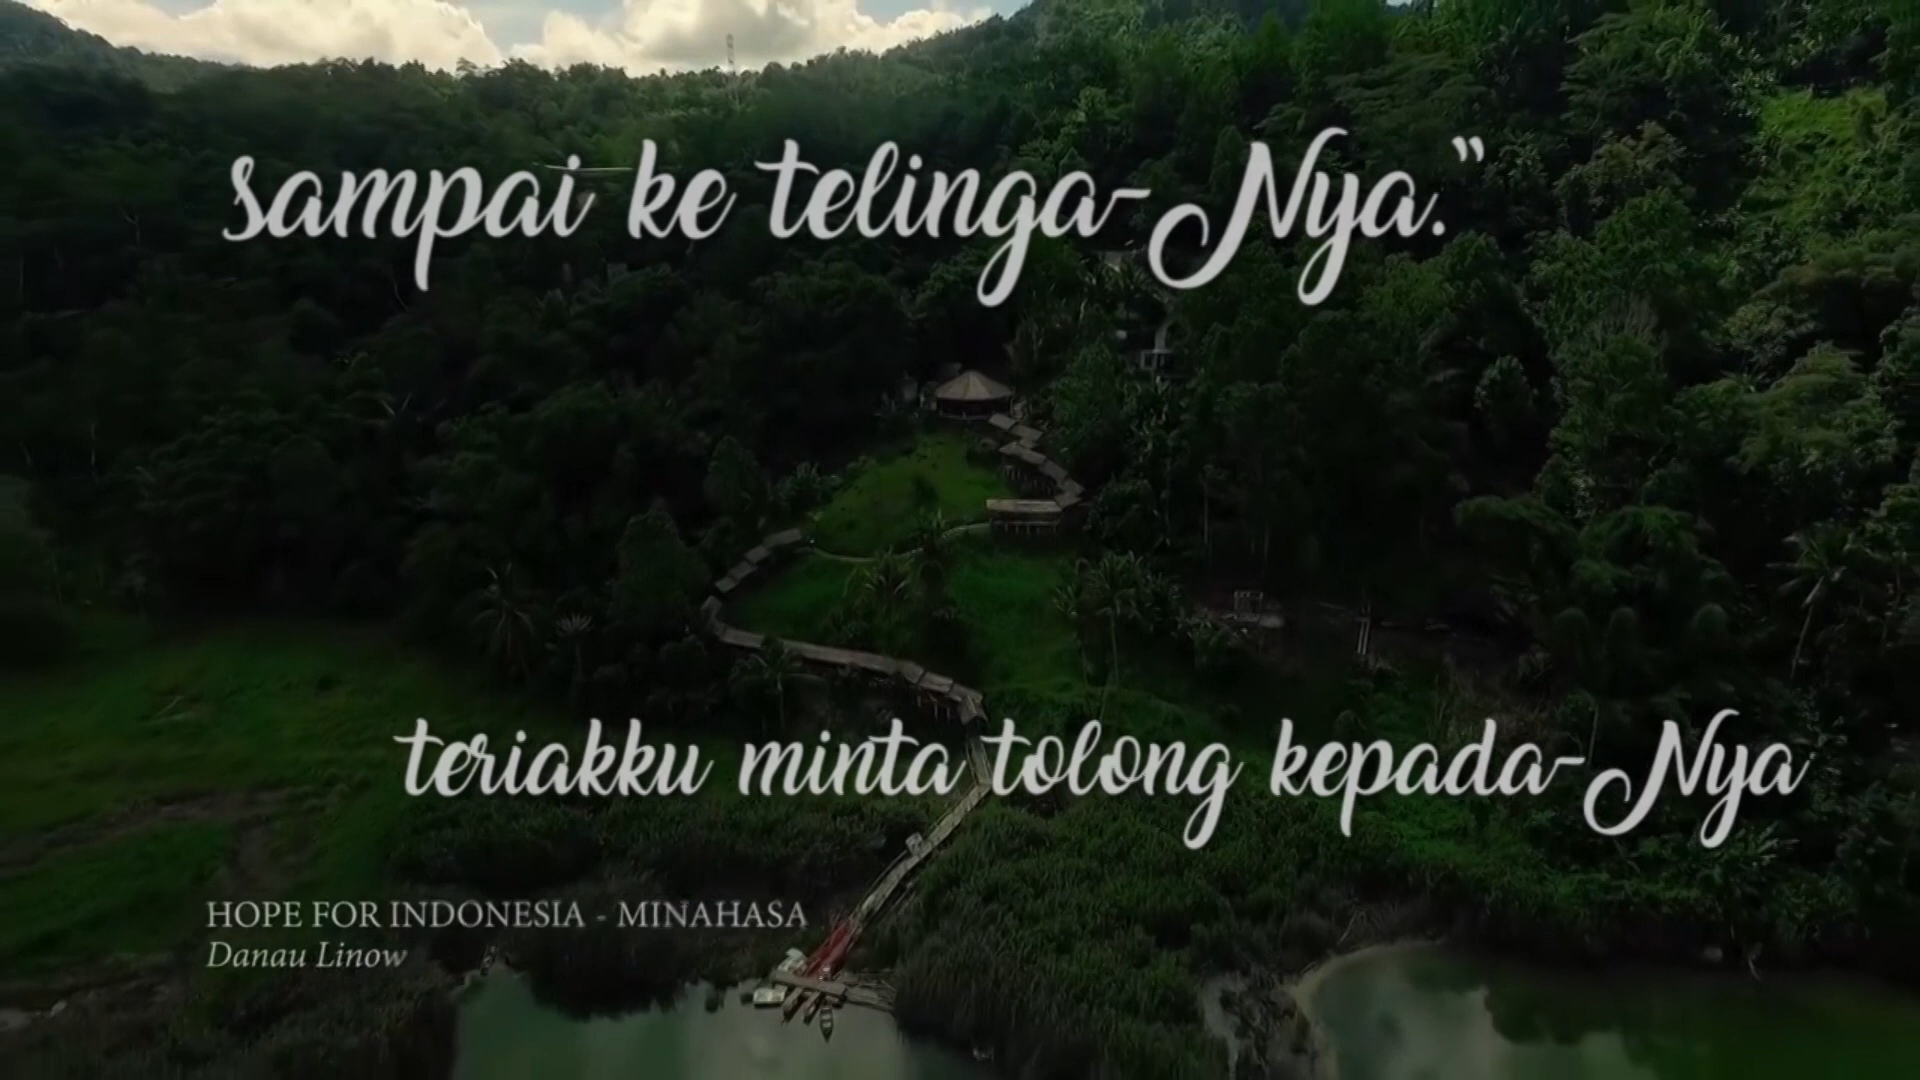 sampai ke telinga-Nya."
teriakku minta tolong kepada-Nya
HOPE FOR INDONESIA - MINAHASA
Danau Linow